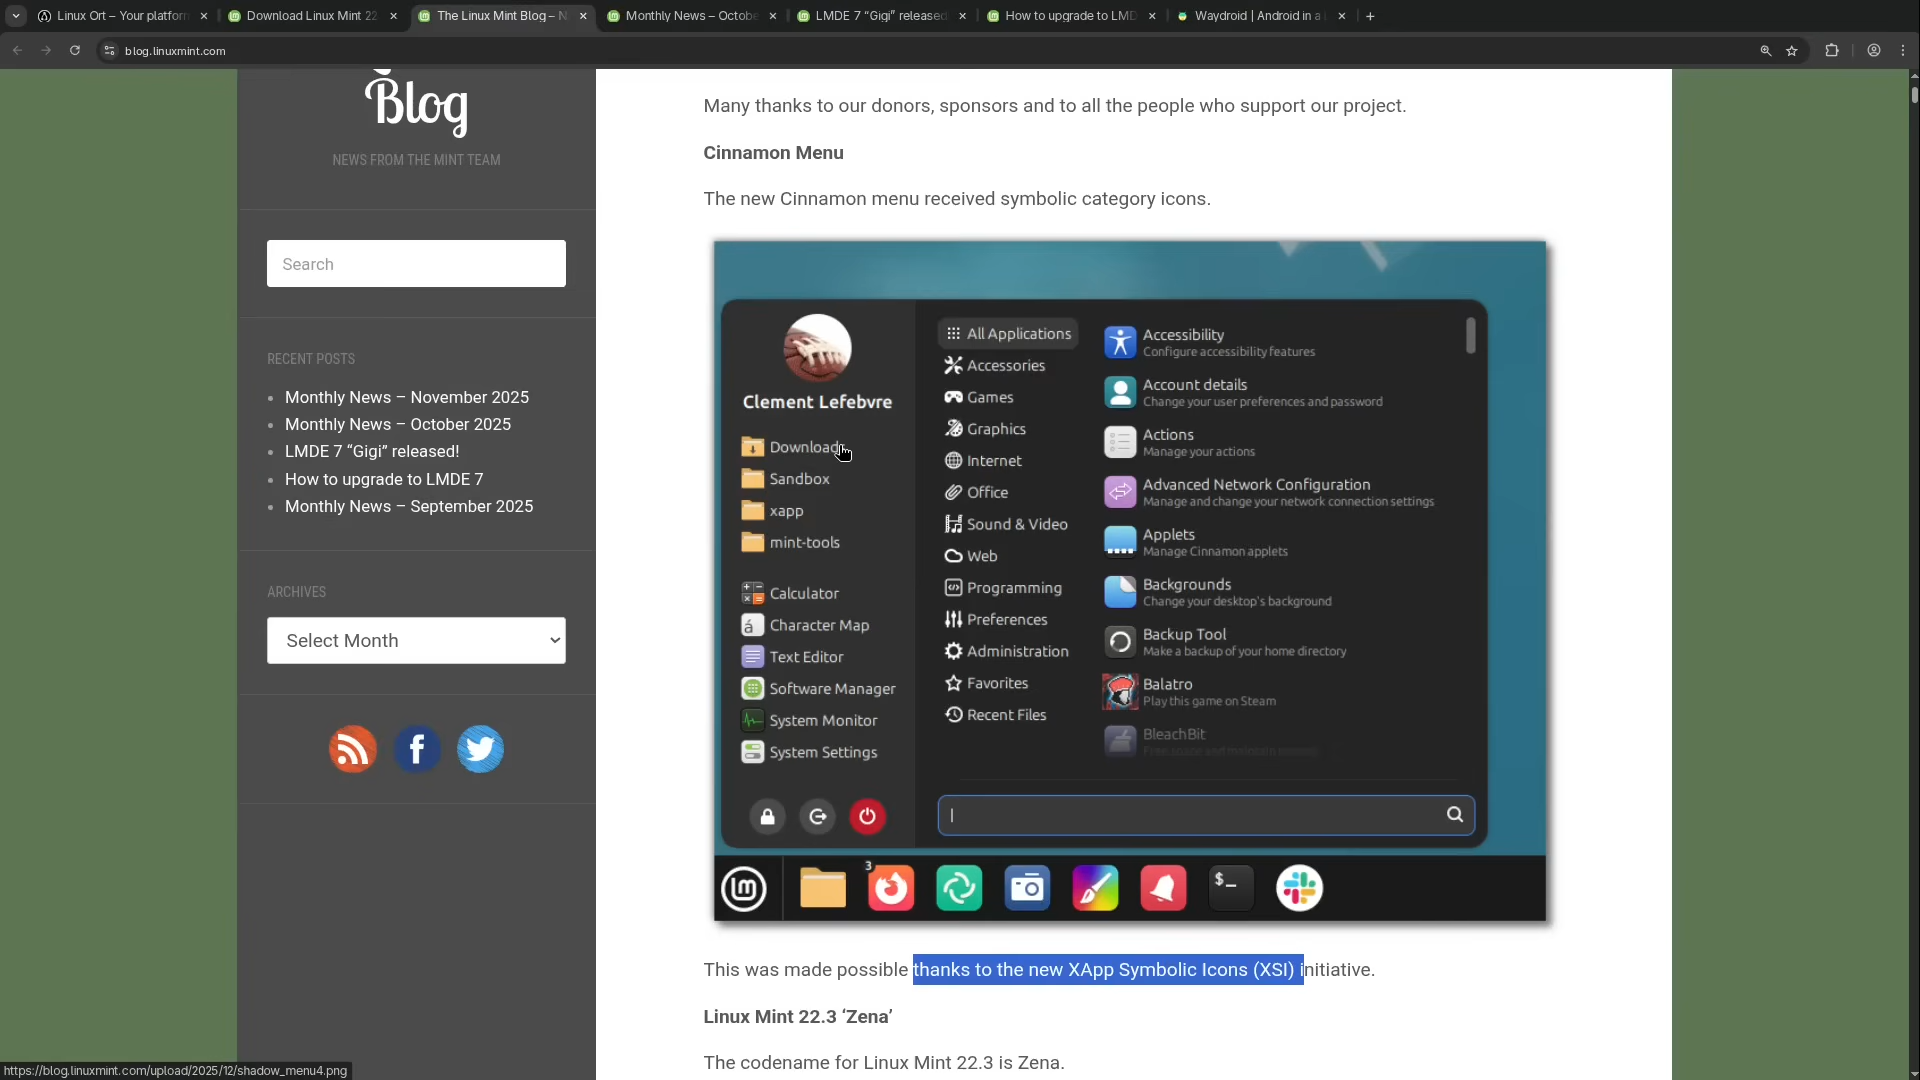 Linux Ort – Your platfor
Download Linux Mint 22
The Linux Mint Blog – N
Monthly News – Octobe
LMDE 7 “Gigi” released
How to upgrade to LMD
Waydroid | Android in a
blog.linuxmint.com
Blog
NEWS FROM THE MINT TEAM
Search
RECENT POSTS
Monthly News – November 2025
Monthly News – October 2025
LMDE 7 “Gigi” released!
How to upgrade to LMDE 7
Monthly News – September 2025
ARCHIVES
Select Month
Many thanks to our donors, sponsors and to all the people who support our project.
Cinnamon Menu
The new Cinnamon menu received symbolic category icons.
Clement Lefebvre
Downloads
Sandbox
xapp
mint-tools
Calculator
Character Map
Text Editor
Software Manager
System Monitor
System Settings
All Applications
Accessories
Games
Graphics
Internet
Office
Sound & Video
Web
Programming
Preferences
Administration
Favorites
Recent Files
Accessibility
Configure accessibility features
Account details
Change your user preferences and password
Actions
Manage your actions
Advanced Network Configuration
Manage and change your network connection settings
Applets
Manage Cinnamon applets
Backgrounds
Change your desktop's background
Backup Tool
Make a backup of your home directory
Balatro
Play this game on Steam
BleachBit
Free space and maintain privacy
3
$_
This was made possible thanks to the new XApp Symbolic Icons (XSI) initiative.
Linux Mint 22.3 ‘Zena’
The codename for Linux Mint 22.3 is Zena.
https://blog.linuxmint.com/upload/2025/12/shadow_menu4.png